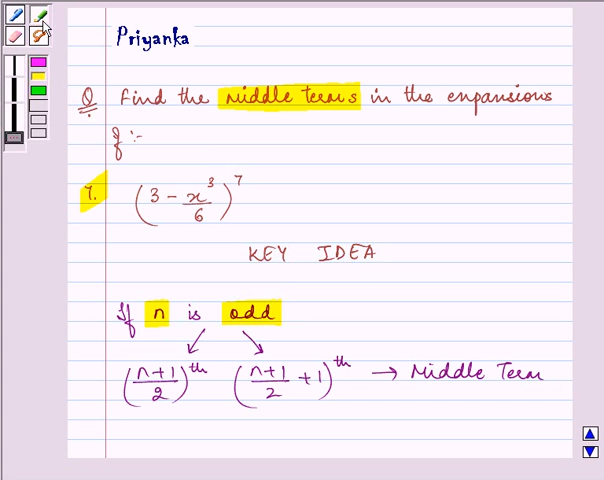 Priyanka
Q Find the middle terms in the expansions
of :-
7. (3 - x³/6)⁷
KEY IDEA
If n is odd
((n+1)/2)th ((n+1)/2 + 1)th → Middle Term